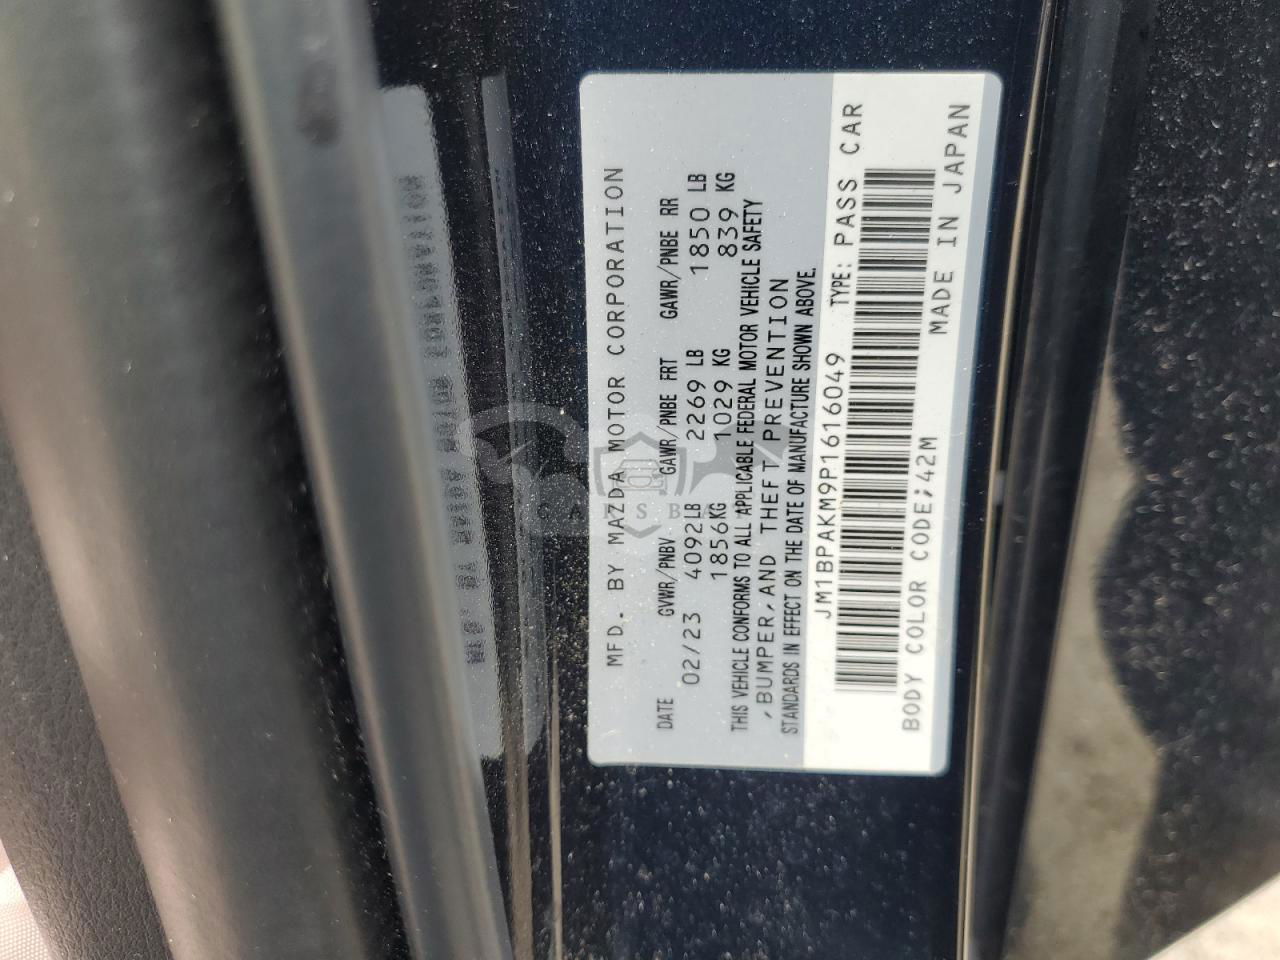 MFD. BY MAZDA MOTOR CORPORATION
DATE GVWR/PNBV GAWR/PNBE FRT GAWR/PNBE RR
02/23 4092LB 2269 LB 1850 LB
1856KG 1029 KG 839 KG
THIS VEHICLE CONFORMS TO ALL APPLICABLE FEDERAL MOTOR VEHICLE SAFETY
,BUMPER,AND THEFT PREVENTION
STANDARDS IN EFFECT ON THE DATE OF MANUFACTURE SHOWN ABOVE.
JM1BPAKM9P1616049 TYPE: PASS CAR
BODY COLOR CODE;42M MADE IN JAPAN